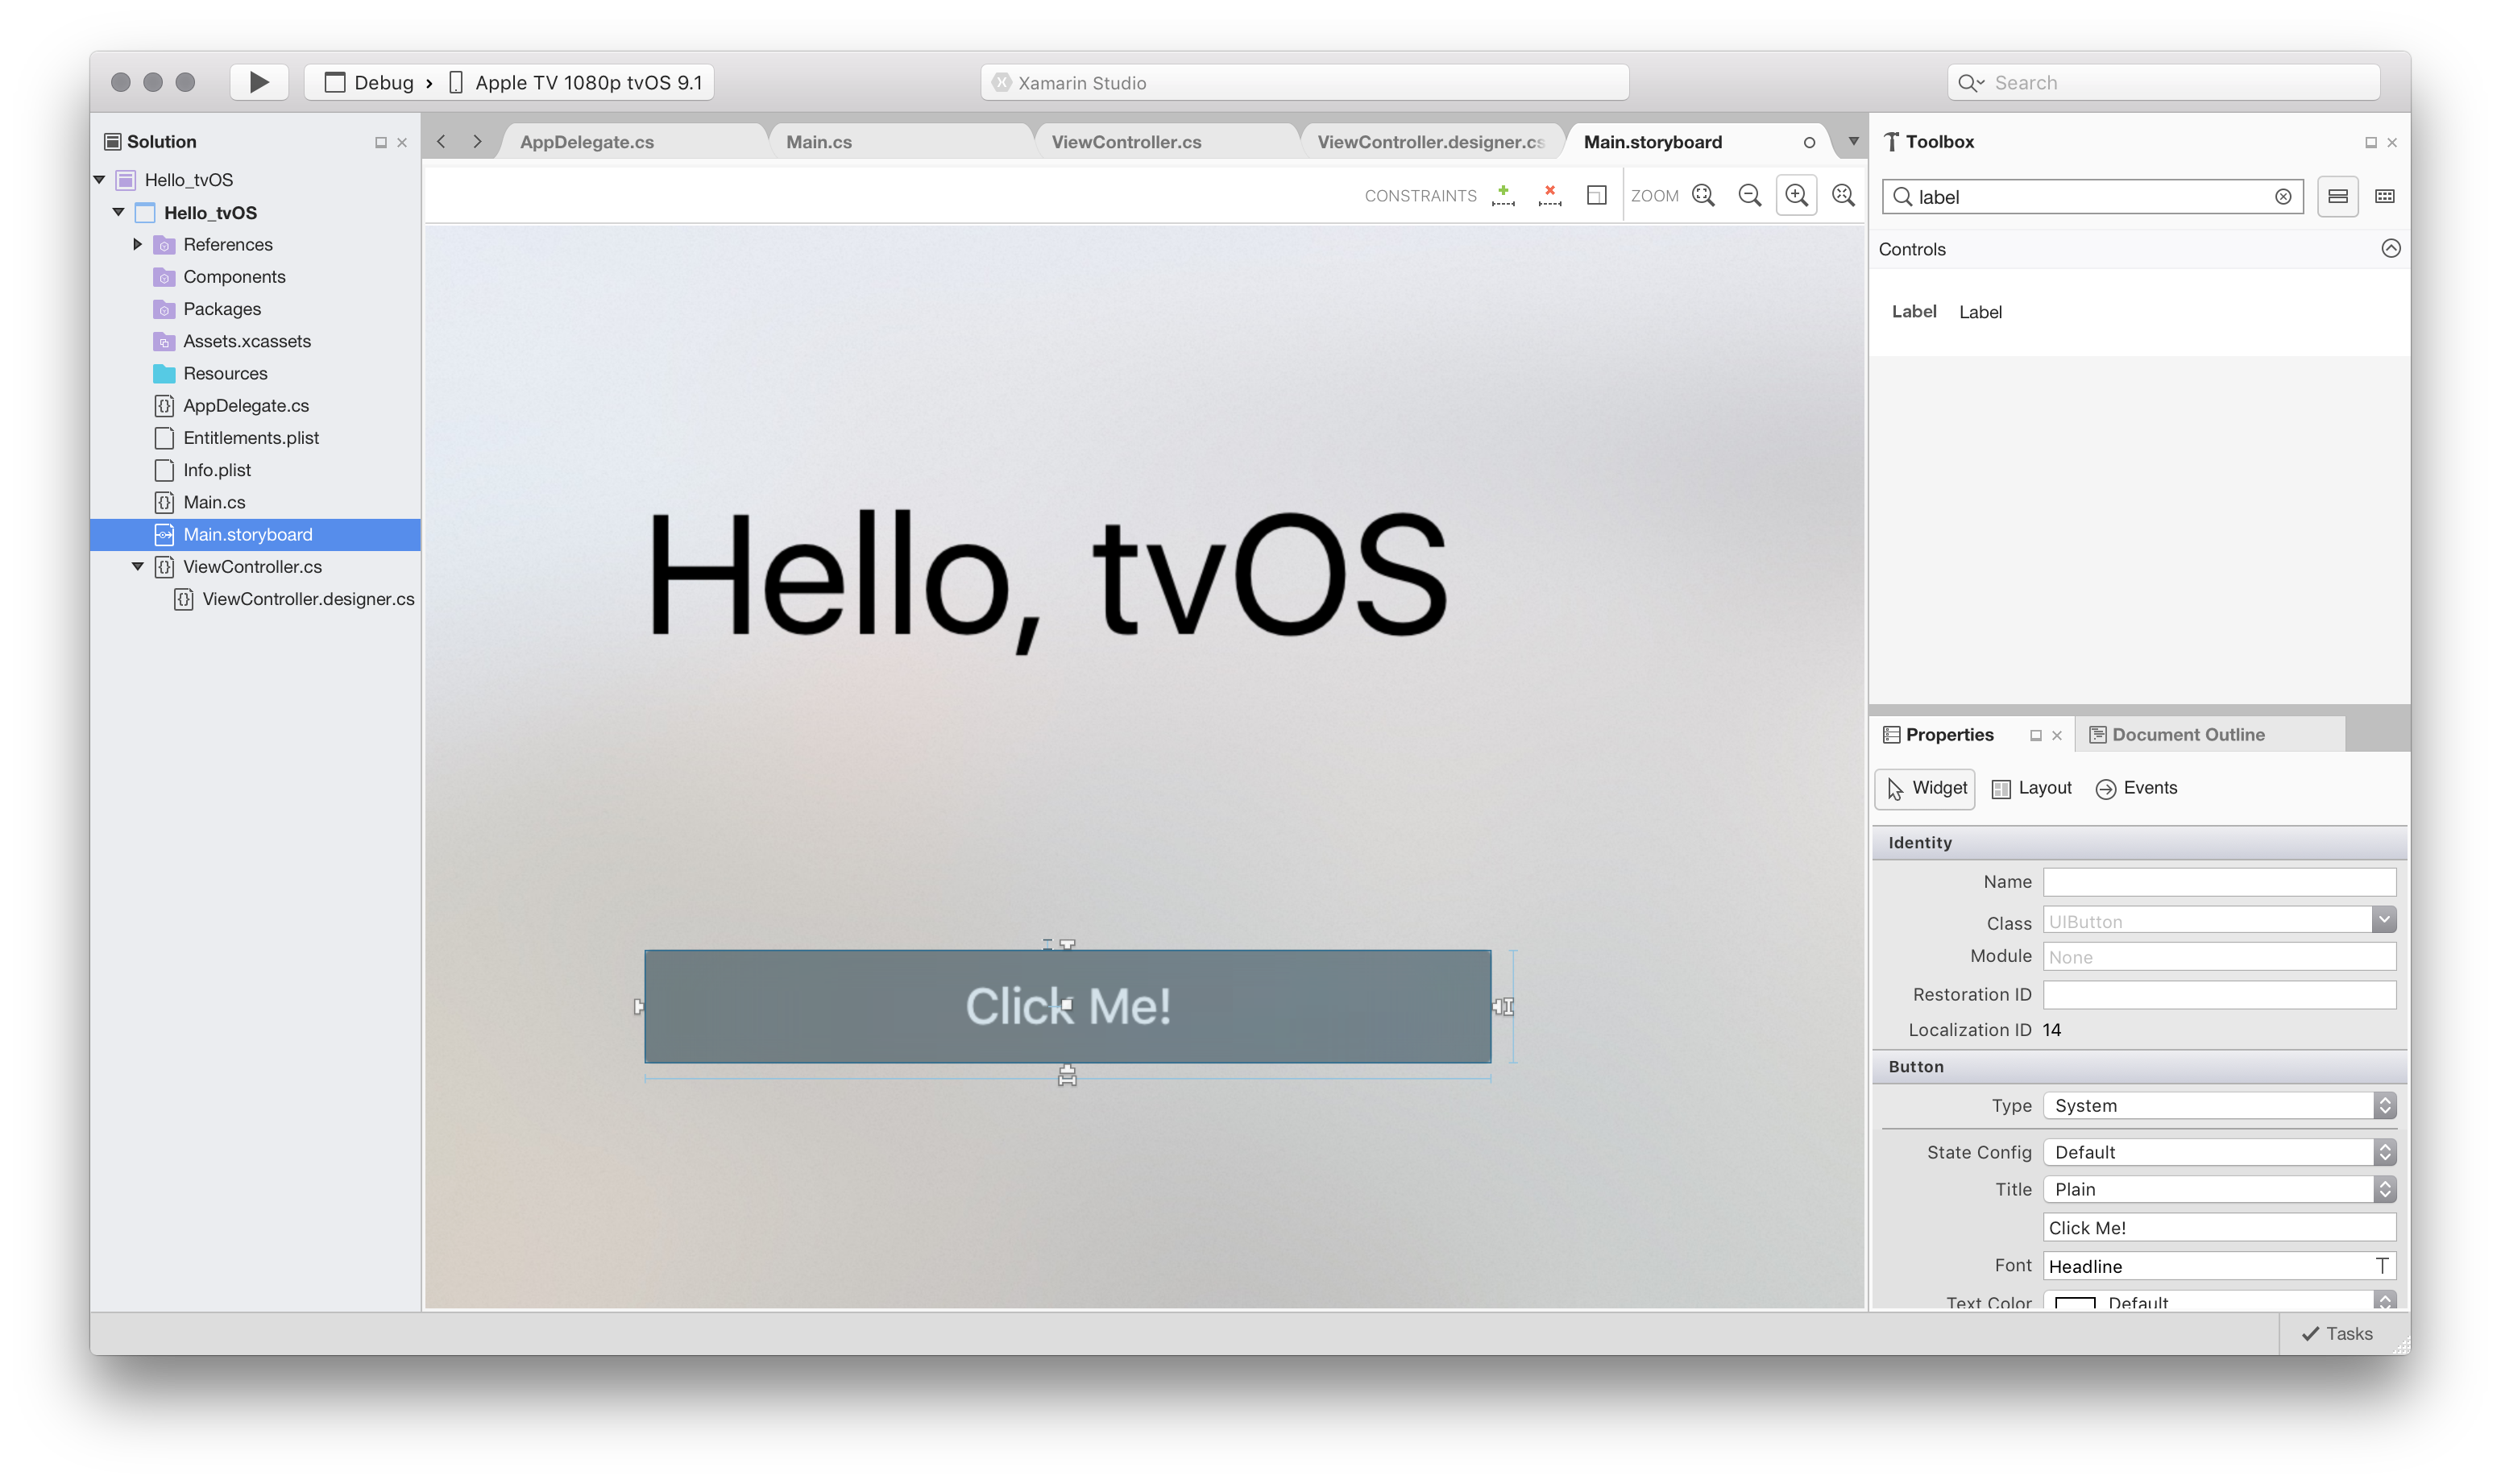 Debug › Apple TV 1080p tvOS 9.1
Xamarin Studio
Search
Solution
Hello_tvOS
Hello_tvOS
References
Components
Packages
Assets.xcassets
Resources
AppDelegate.cs
Entitlements.plist
Info.plist
Main.cs
Main.storyboard
ViewController.cs
ViewController.designer.cs
AppDelegate.cs
Main.cs
ViewController.cs
ViewController.designer.cs
Main.storyboard
CONSTRAINTS
ZOOM
Hello, tvOS
Click Me!
Toolbox
label
Controls
Label Label
Properties
Document Outline
Widget
Layout
Events
Identity
Name
Class UIButton
Module None
Restoration ID
Localization ID 14
Button
Type System
State Config Default
Title Plain
Click Me!
Font Headline
Text Color Default
Tasks